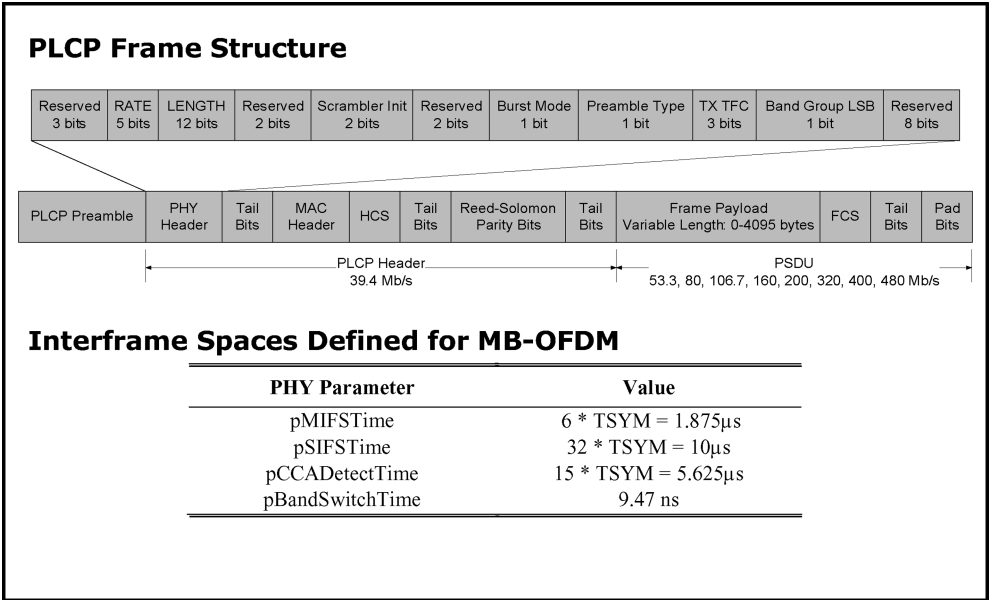 PLCP Frame Structure
Reserved RATE LENGTH Reserved Scrambler Init Reserved Burst Mode Preamble Type TX TFC Band Group LSB Reserved
3 bits 5 bits 12 bits 2 bits 2 bits 2 bits 1 bit 1 bit 3 bits 1 bit 8 bits
PLCP Preamble
PHY
Header
Tail
Bits
MAC
Header
HCS
Tail
Bits
Reed-Solomon
Parity Bits
Tail
Bits
Frame Payload
Variable Length: 0-4095 bytes
FCS
Tail
Bits
Pad
Bits
PLCP Header
39.4 Mb/s
PSDU
53.3, 80, 106.7, 160, 200, 320, 400, 480 Mb/s
Interframe Spaces Defined for MB-OFDM
PHY Parameter Value
pMIFSTime 6 * TSYM = 1.875µs
pSIFSTime 32 * TSYM = 10µs
pCCADetectTime 15 * TSYM = 5.625µs
pBandSwitchTime 9.47 ns